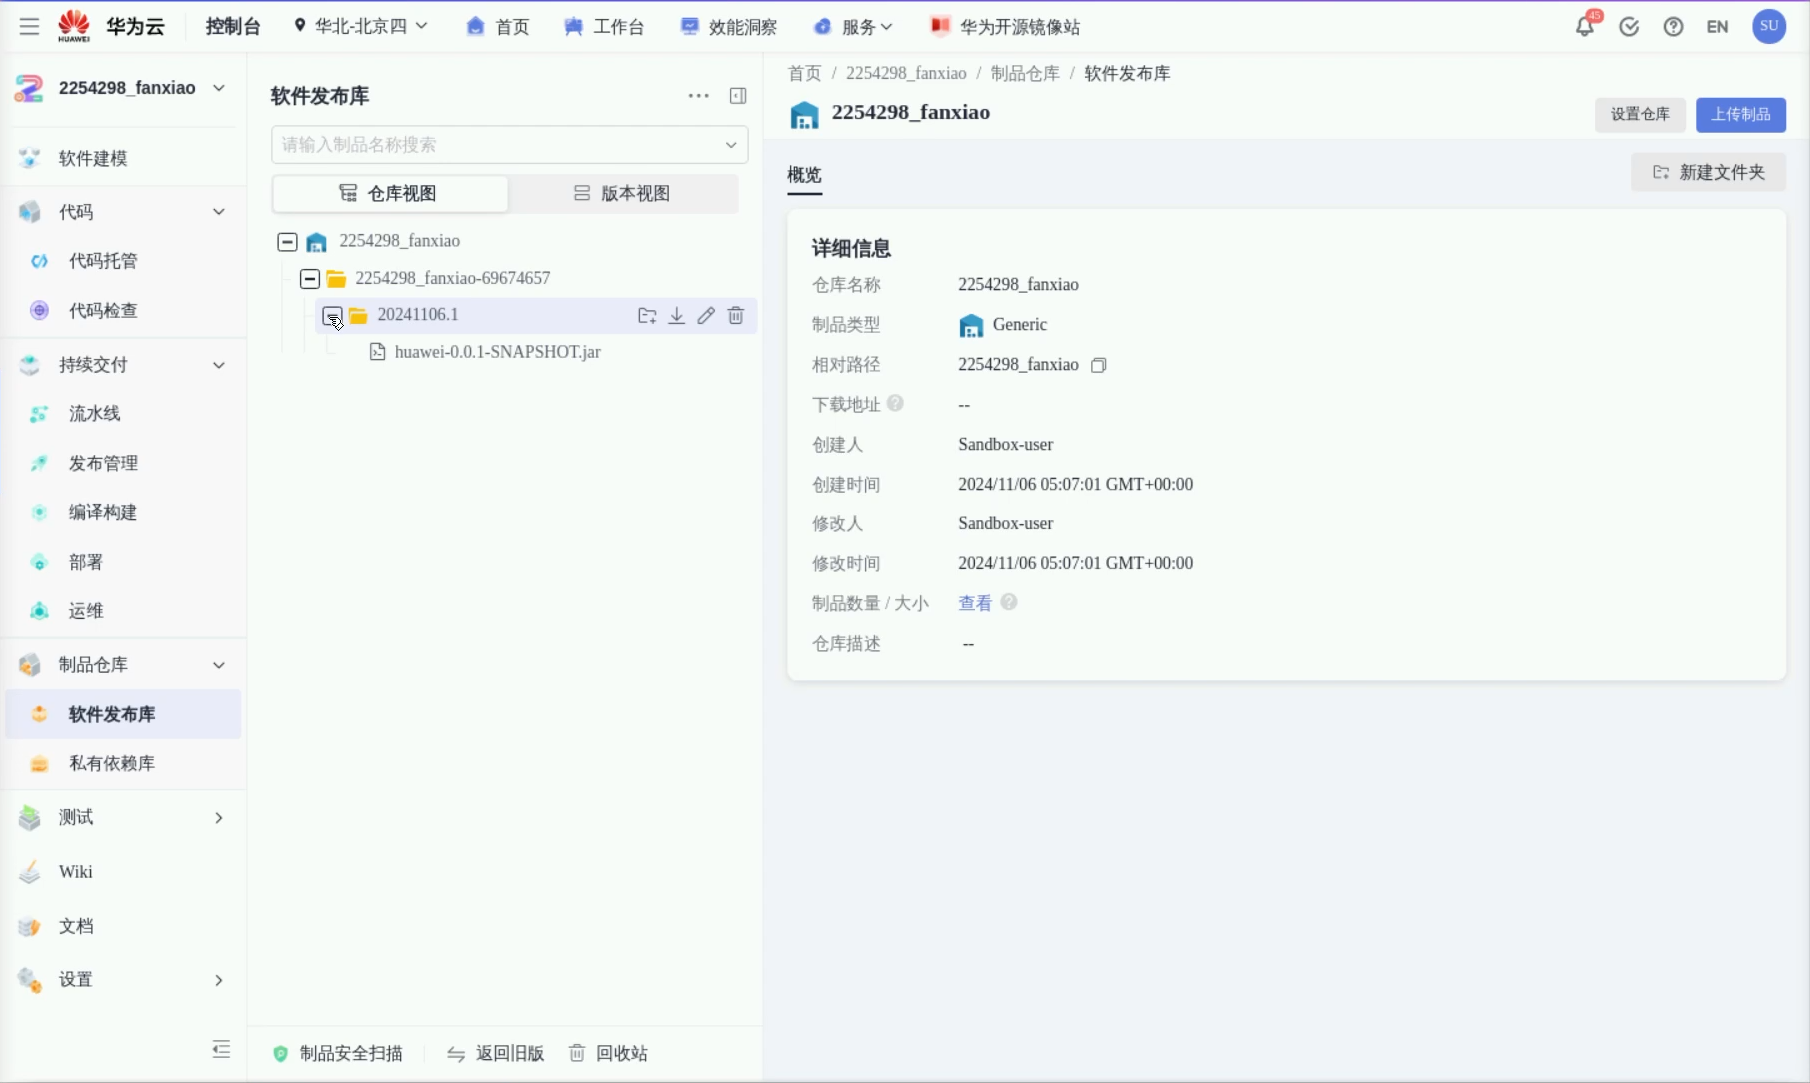 HUAWEI
华为云
控制台
华北-北京四
首页
工作台
效能洞察
服务
华为开源镜像站
45
EN
SU
2254298_fanxiao
软件建模
代码
代码托管
代码检查
持续交付
流水线
发布管理
编译构建
部署
运维
制品仓库
软件发布库
私有依赖库
测试
Wiki
文档
设置
软件发布库
请输入制品名称搜索
仓库视图
版本视图
2254298_fanxiao
2254298_fanxiao-69674657
20241106.1
huawei-0.0.1-SNAPSHOT.jar
制品安全扫描
返回旧版
回收站
首页 / 2254298_fanxiao / 制品仓库 / 软件发布库
2254298_fanxiao
设置仓库
上传制品
概览
新建文件夹
详细信息
仓库名称 2254298_fanxiao
制品类型 Generic
相对路径 2254298_fanxiao
下载地址 --
创建人 Sandbox-user
创建时间 2024/11/06 05:07:01 GMT+00:00
修改人 Sandbox-user
修改时间 2024/11/06 05:07:01 GMT+00:00
制品数量 / 大小 查看
仓库描述 --